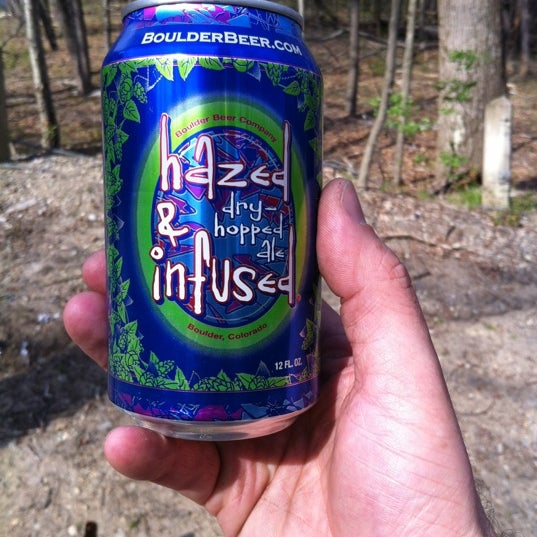 BOULDERBEER.COM
Boulder Beer Company
hazed
&
dry-
hopped
ale
infused.
Boulder, Colorado
12 FL. OZ.